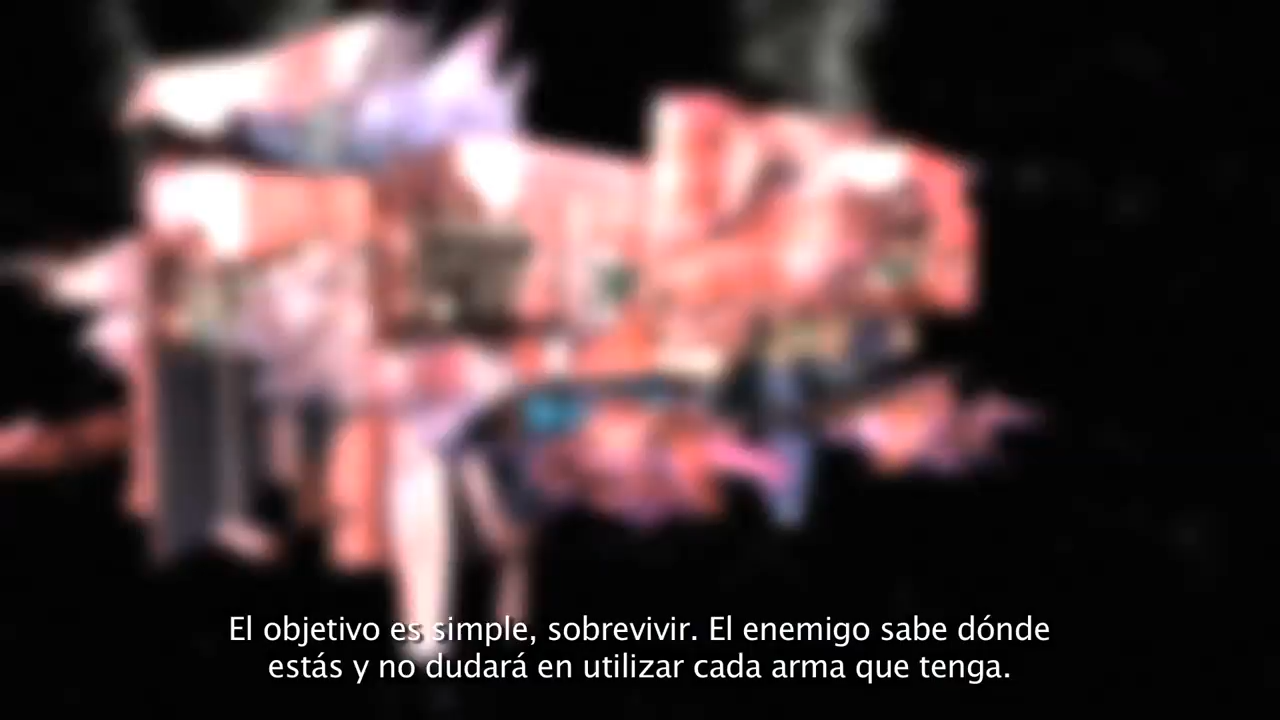 El objetivo es simple, sobrevivir. El enemigo sabe dónde
estás y no dudará en utilizar cada arma que tenga.